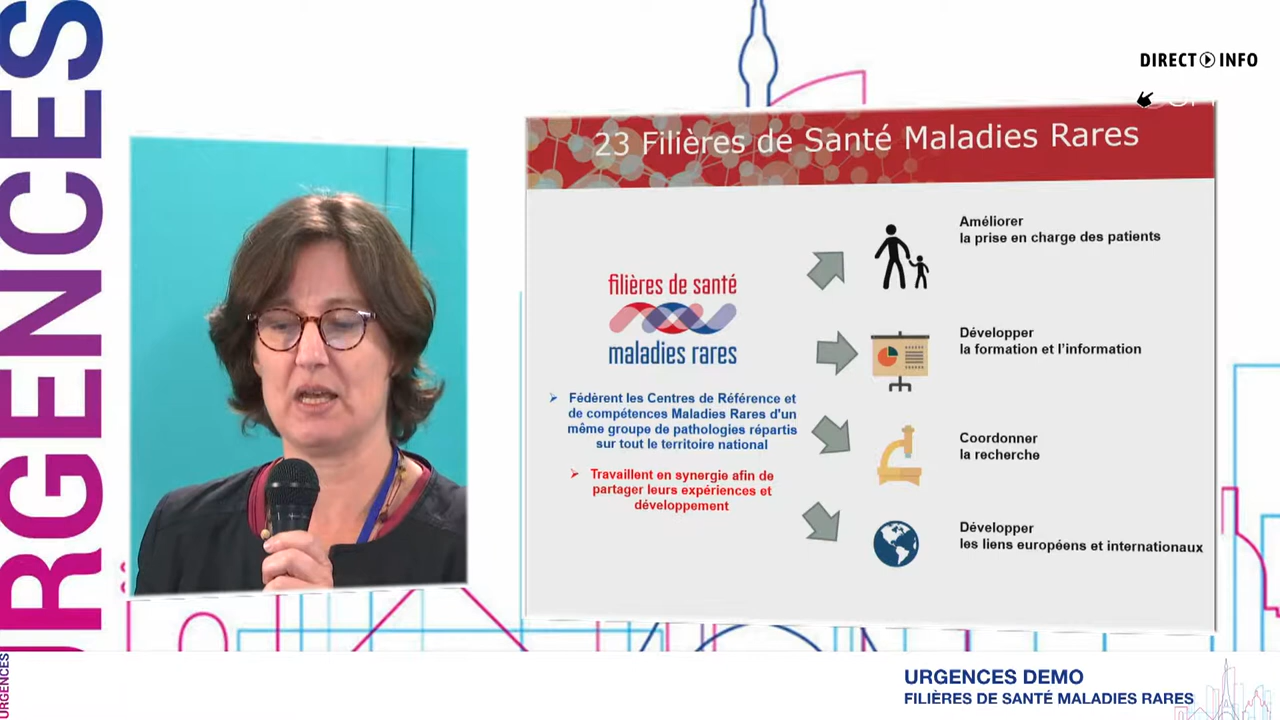 URGENCES
DIRECT INFO
23 Filières de Santé Maladies Rares
filières de santé
maladies rares
Fédèrent les Centres de Référence et
de compétences Maladies Rares d'un
même groupe de pathologies répartis
sur tout le territoire national
Travaillent en synergie afin de
partager leurs expériences et
développement
Améliorer
la prise en charge des patients
Développer
la formation et l'information
Coordonner
la recherche
Développer
les liens européens et internationaux
URGENCES
URGENCES DEMO
FILIÈRES DE SANTÉ MALADIES RARES